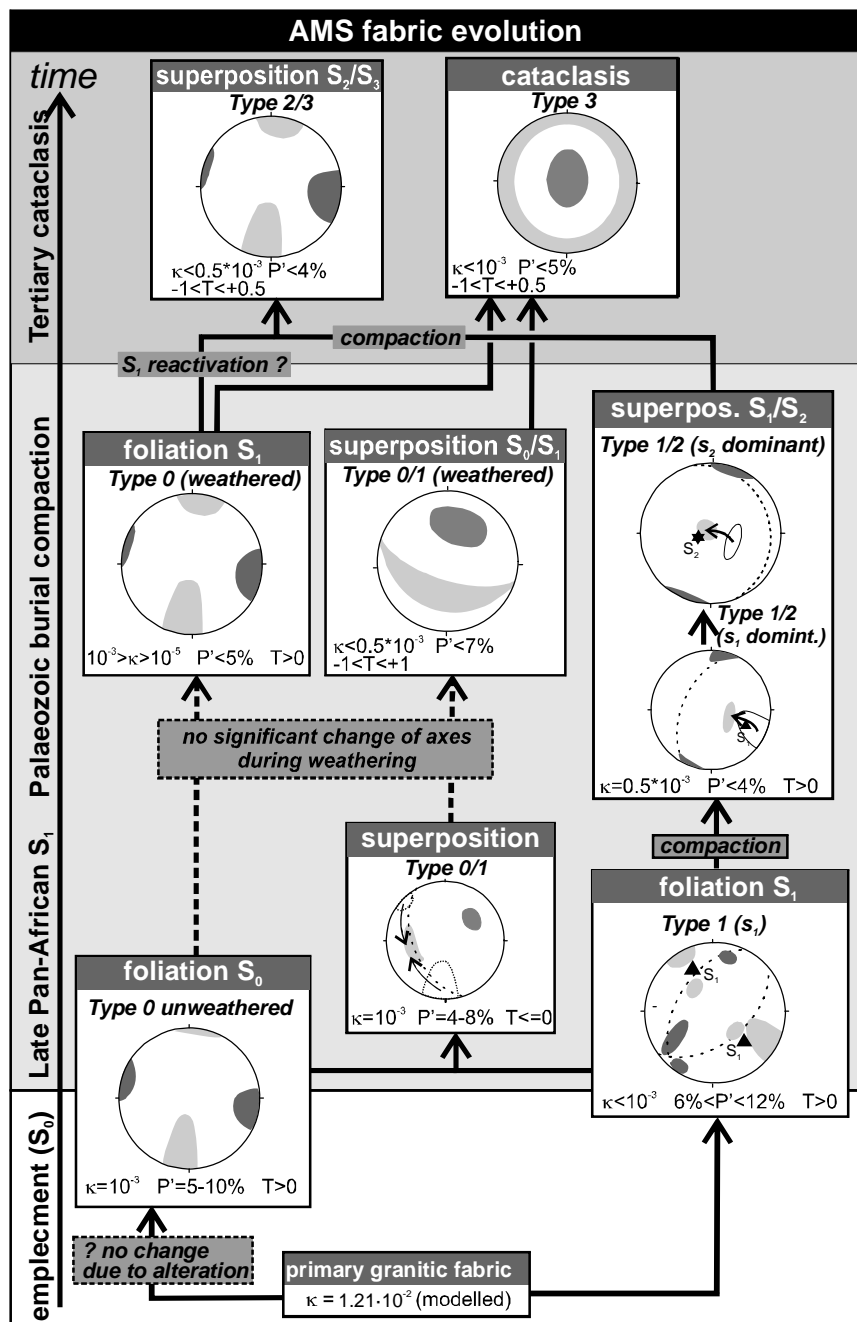 AMS fabric evolution
time
Tertiary cataclasis
Palaeozoic burial compaction
Late Pan-African S₁
emplecment (S₀)
superposition S₂/S₃
Type 2/3
κ<0.5*10⁻³ P'<4%
-1<T<+0.5
cataclasis
Type 3
κ<10⁻³ P'<5%
-1<T<+0.5
compaction
S₁ reactivation ?
foliation S₁
Type 0 (weathered)
10⁻³>κ>10⁻⁵ P'<5% T>0
superposition S₀/S₁
Type 0/1 (weathered)
κ<0.5*10⁻³ P'<7%
-1<T<+1
superpos. S₁/S₂
Type 1/2 (s₂ dominant)
S₂
Type 1/2
(s₁ domint.)
S₁
κ=0.5*10⁻³ P'<4% T>0
no significant change of axes
during weathering
compaction
superposition
Type 0/1
κ=10⁻³ P'=4-8% T<=0
foliation S₁
Type 1 (s₁)
S₁
S₁
κ<10⁻³ 6%<P'<12% T>0
foliation S₀
Type 0 unweathered
κ=10⁻³ P'=5-10% T>0
? no change
due to alteration
primary granitic fabric
κ = 1.21·10⁻² (modelled)